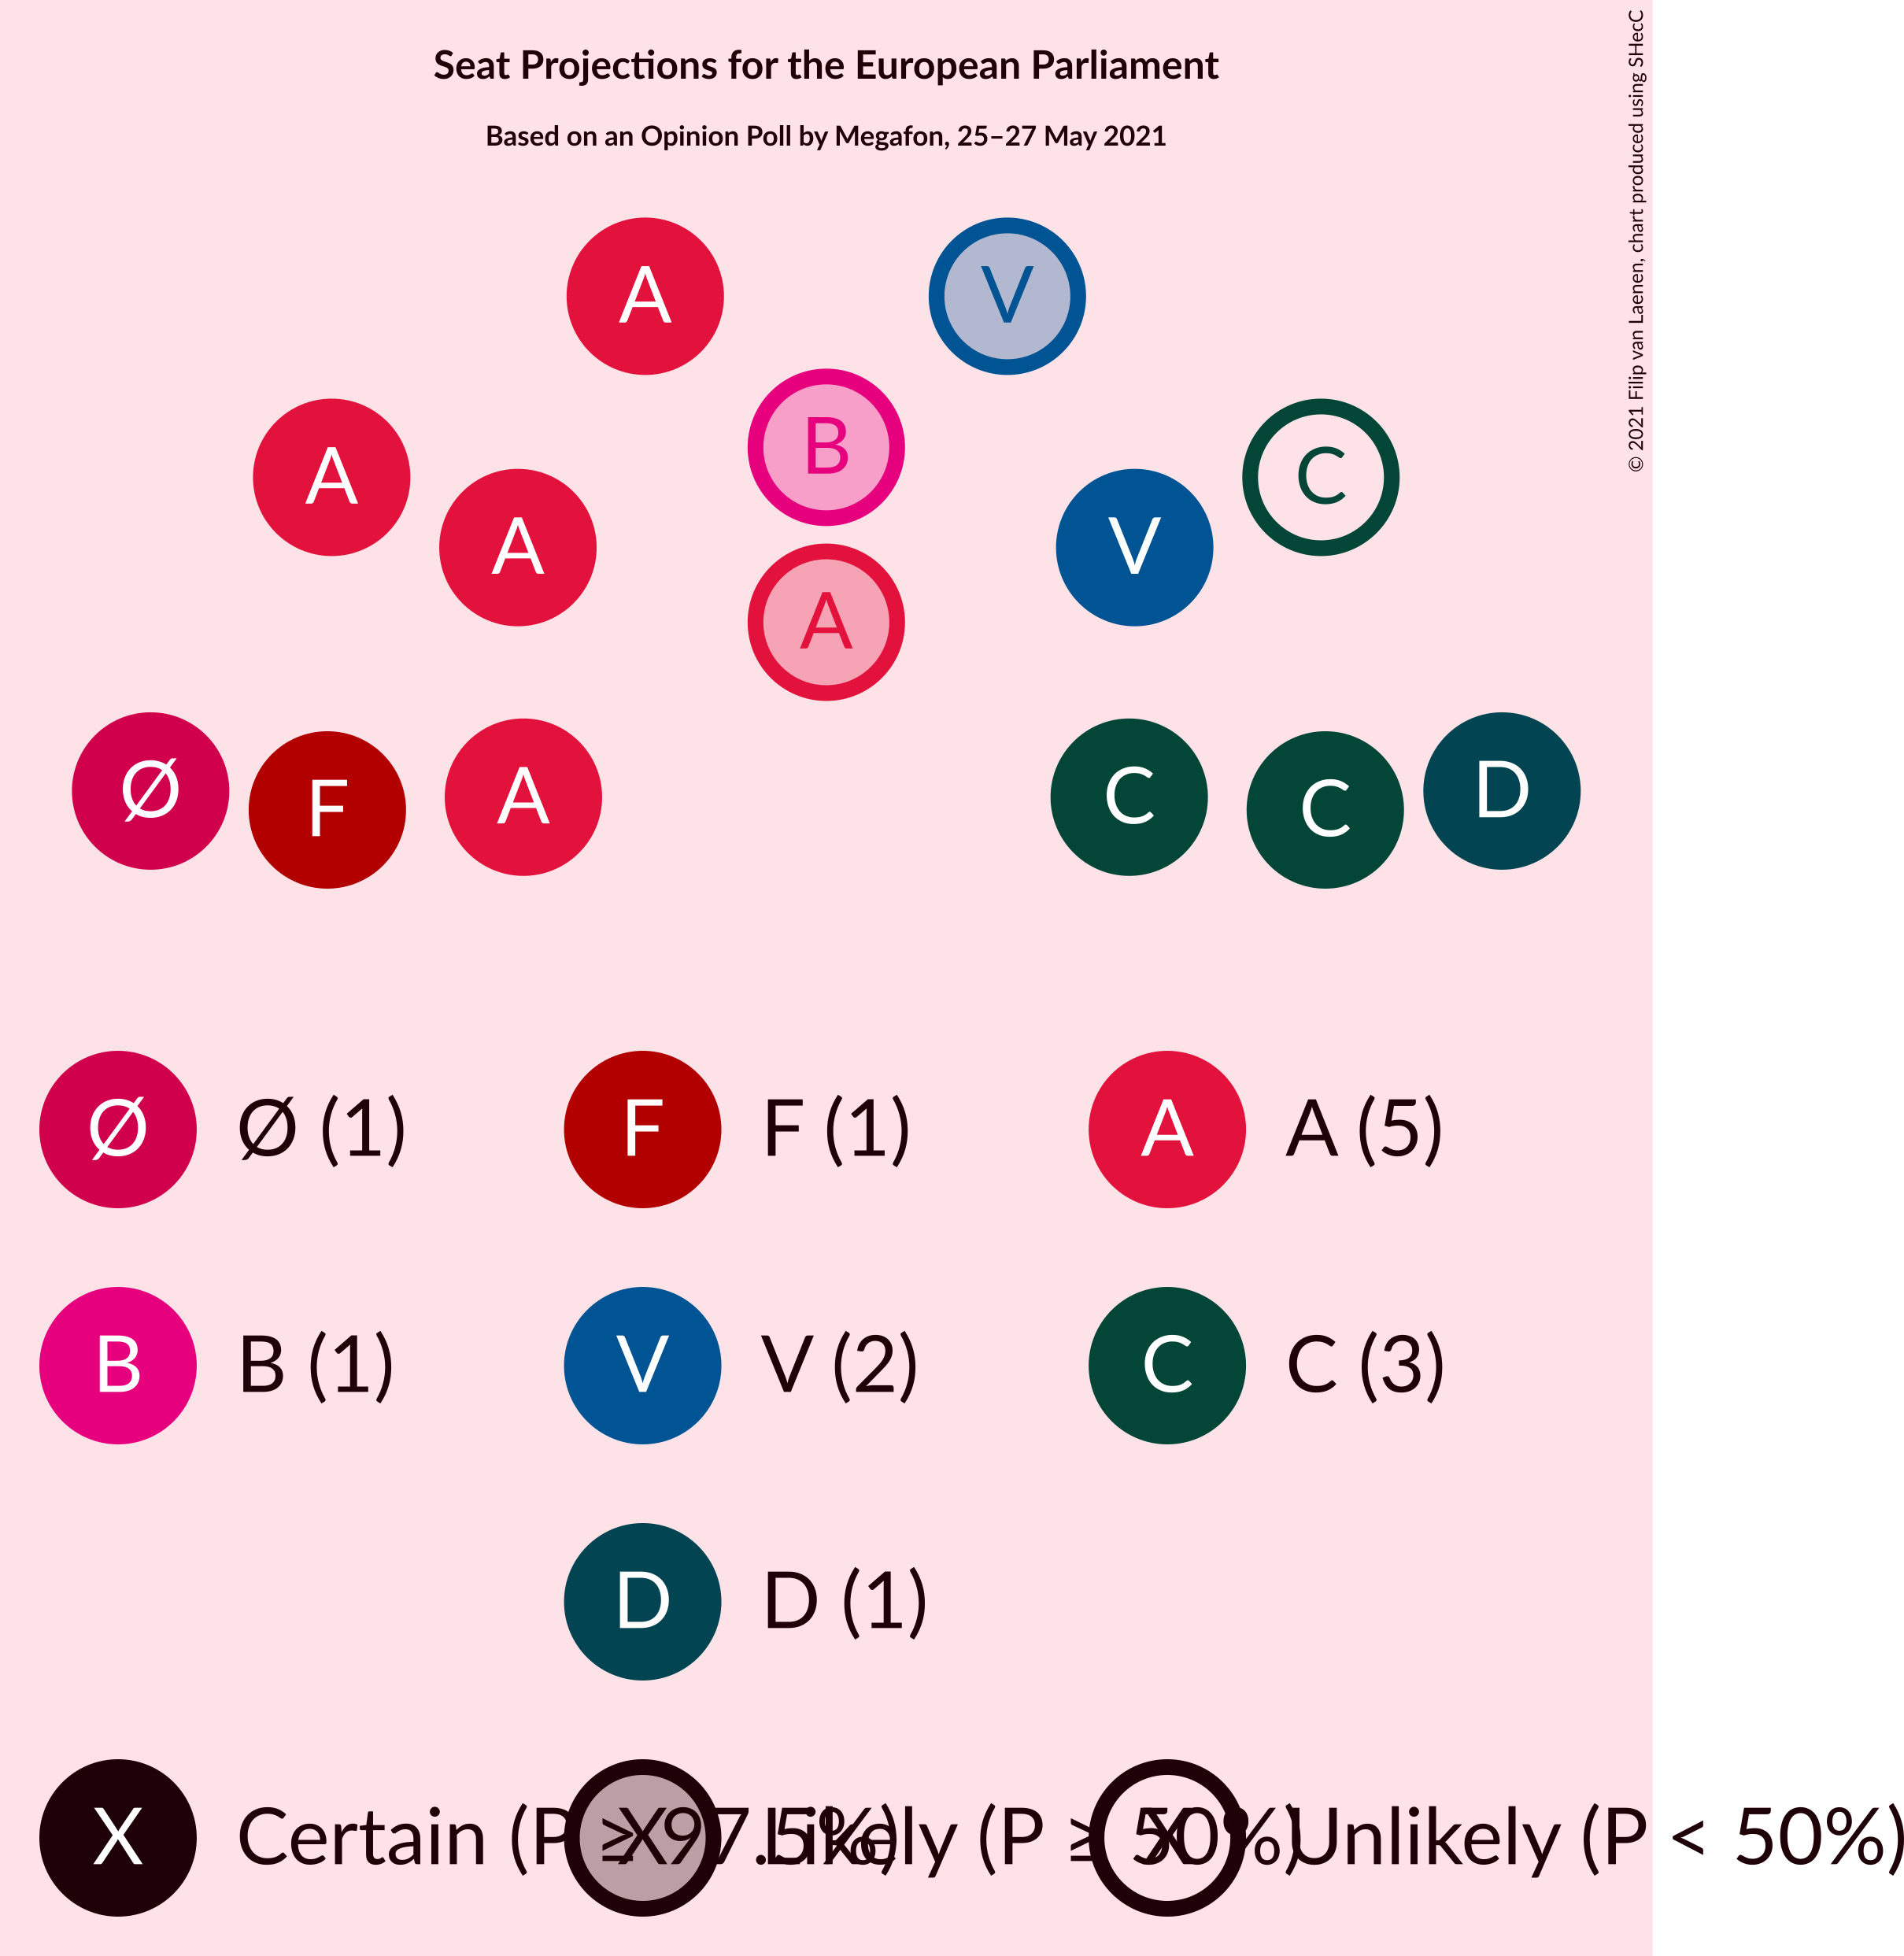 Seat Projections for the European Parliament
Based on an Opinion Poll by Megafon, 25–27 May 2021
© 2021 Filip van Laenen, chart produced using SHecC
A V
B
A C
A V
A
Ø D
F A C C
Ø Ø (1) F F (1) A A (5)
B B (1) V V (2) C C (3)
D D (1)
X Certain (P ≥ 97.5%) X Likely (P ≥ 50%) X Unlikely (P < 50%)